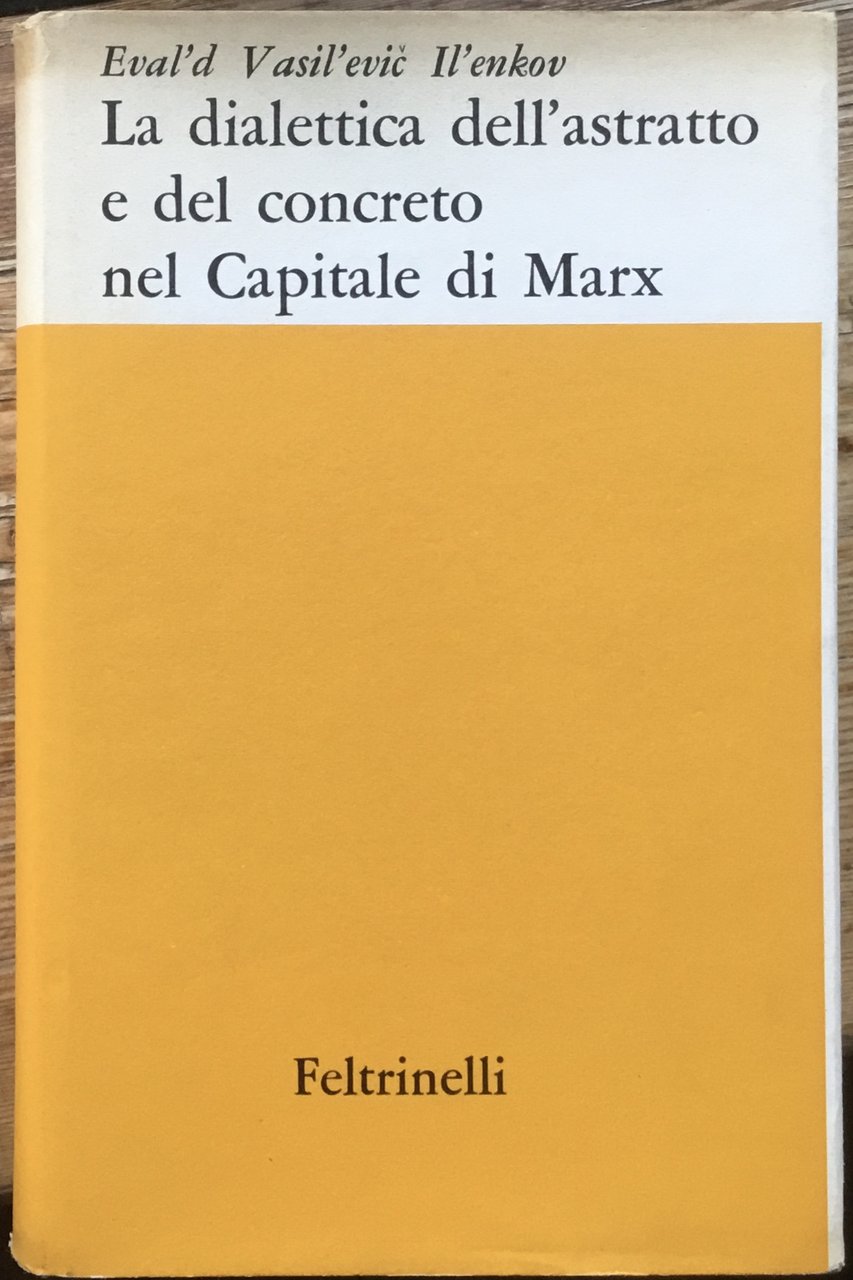 Eval’d Vasil’evič Il’enkov
La dialettica dell’astratto
e del concreto
nel Capitale di Marx
Feltrinelli